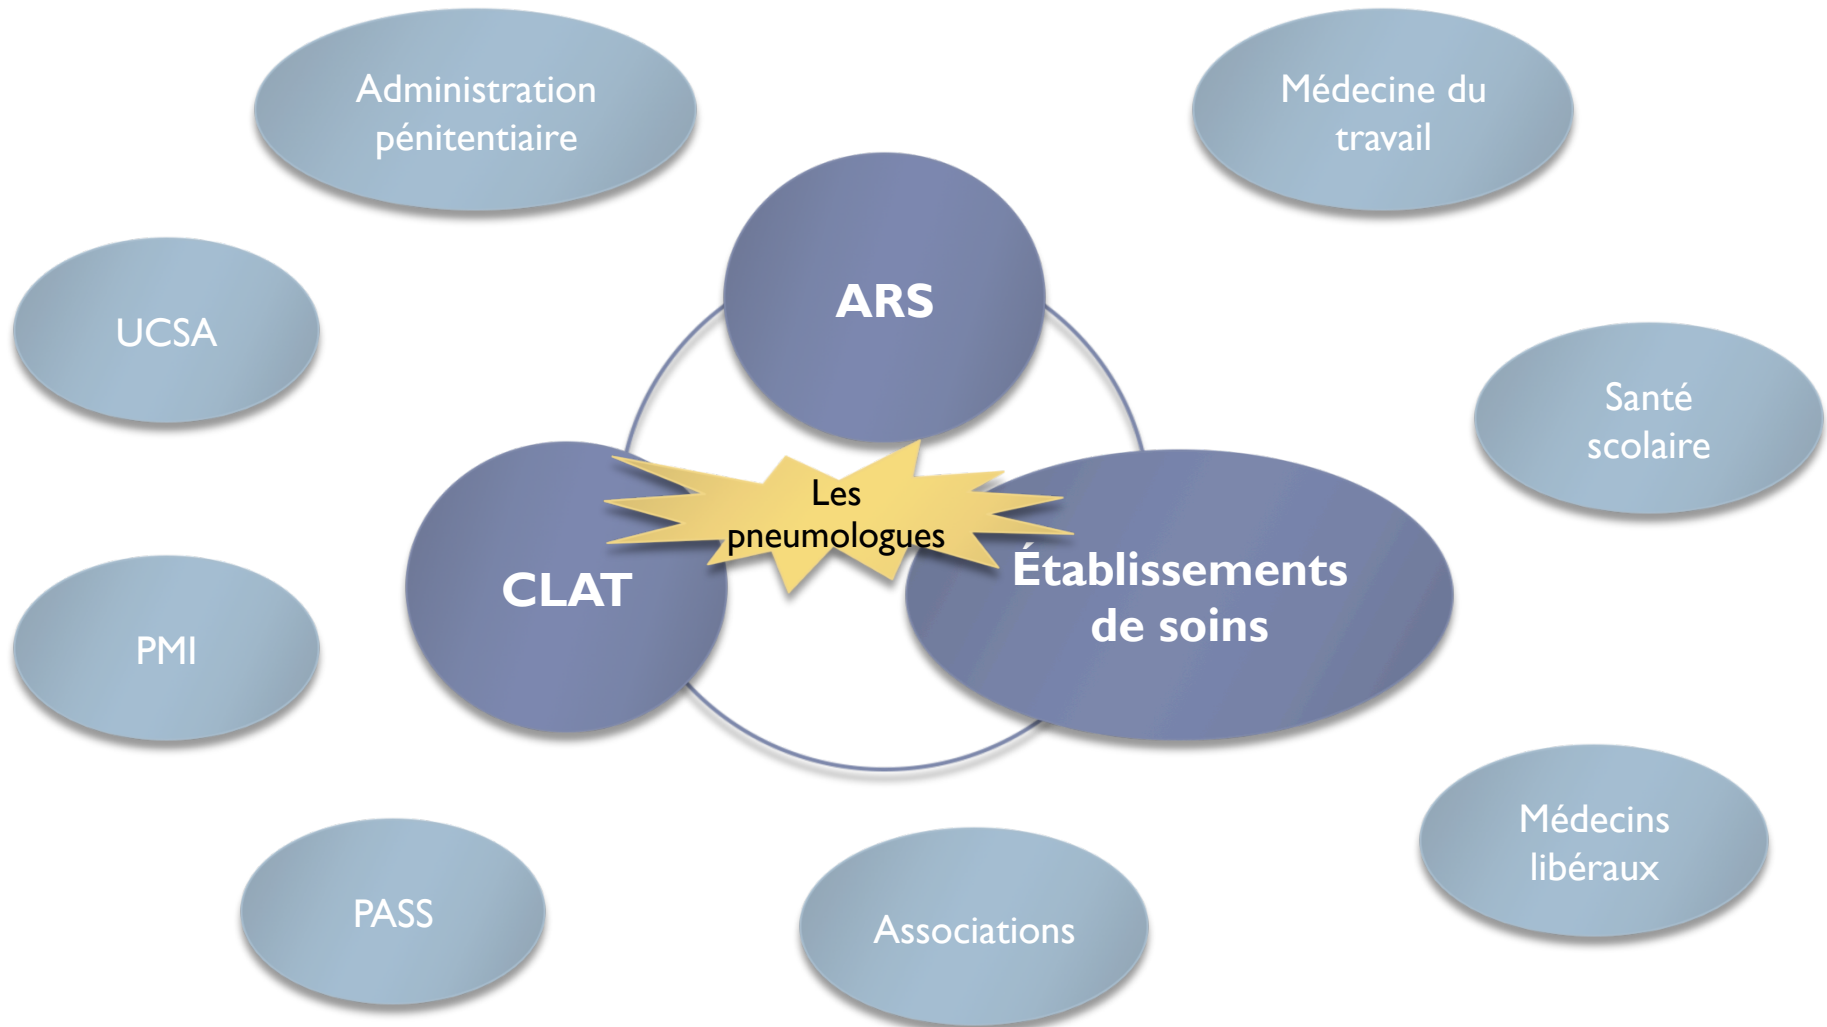 Administration
pénitentiaire
Médecine du
travail
ARS
UCSA
Santé
scolaire
Les
pneumologues
CLAT
Établissements
de soins
PMI
Médecins
libéraux
PASS
Associations